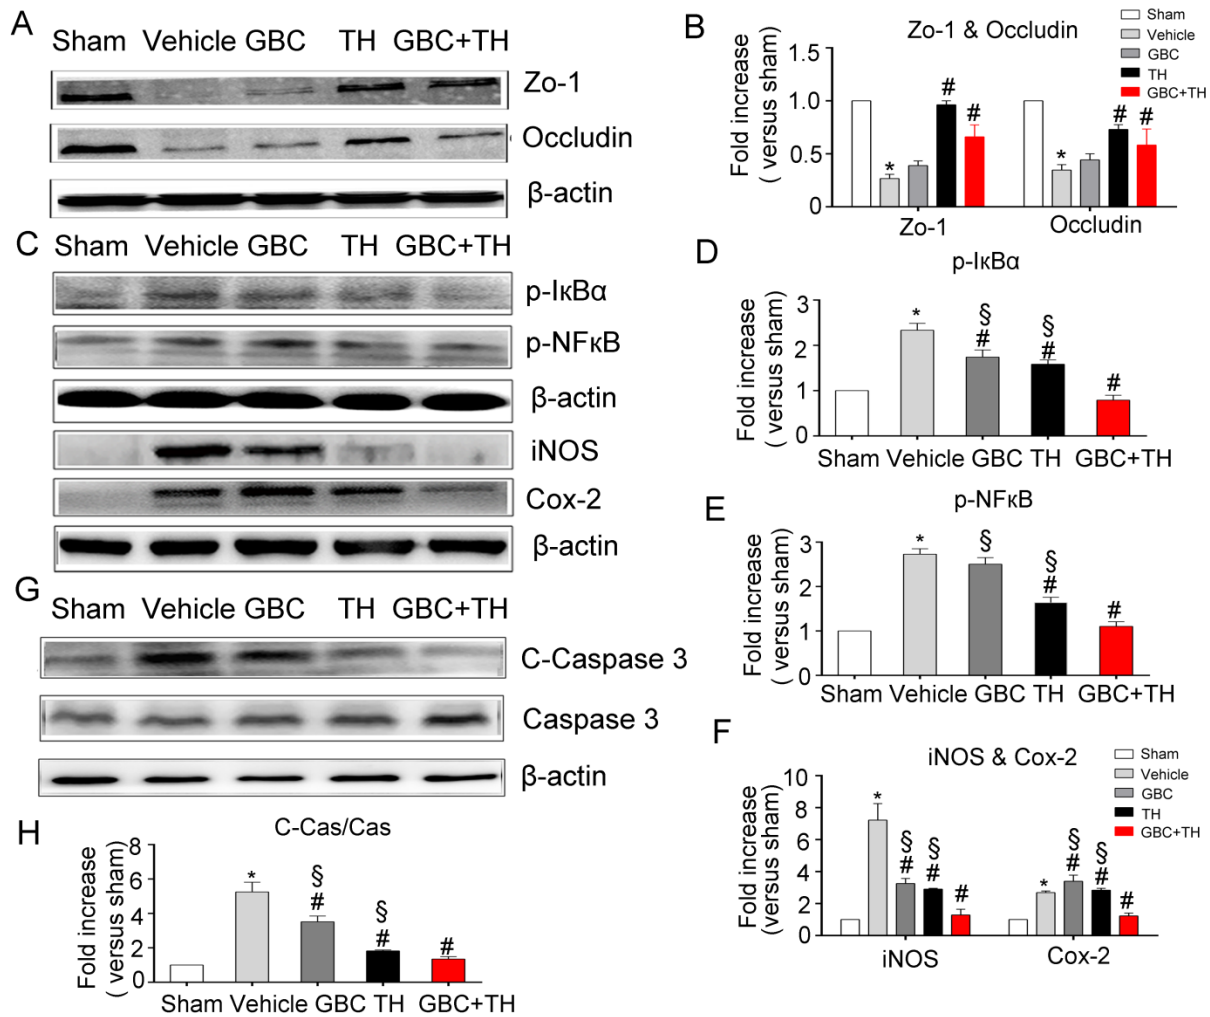 A
Sham Vehicle GBC TH GBC+TH
Zo-1
Occludin
β-actin
B
Zo-1 & Occludin
Sham
Vehicle
GBC
TH
GBC+TH
Fold increase
( versus sham)
1.5
1.0
0.5
0
*
#
#
*
#
#
Zo-1 Occludin
C
Sham Vehicle GBC TH GBC+TH
p-IκBα
p-NFκB
β-actin
iNOS
Cox-2
β-actin
D
p-IκBα
Fold increase
( versus sham)
3
2
1
0
*
§
#
§
#
#
Sham Vehicle GBC TH GBC+TH
E
p-NFκB
Fold increase
( versus sham)
3
2
1
0
*
§
§
#
#
Sham Vehicle GBC TH GBC+TH
F
iNOS & Cox-2
Sham
Vehicle
GBC
TH
GBC+TH
Fold increase
(versus sham)
10
8
6
4
2
0
*
§
#
§
#
#
*
§
#
§
#
#
iNOS Cox-2
G
Sham Vehicle GBC TH GBC+TH
C-Caspase 3
Caspase 3
β-actin
H
C-Cas/Cas
Fold increase
( versus sham)
8
6
4
2
0
*
§
#
§
#
#
Sham Vehicle GBC TH GBC+TH